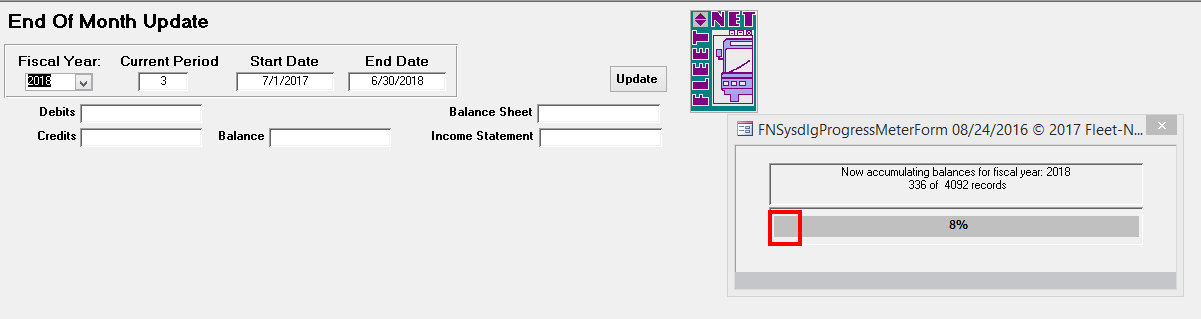 End Of Month Update
Fiscal Year: Current Period Start Date End Date
2018 3 7/1/2017 6/30/2018
Update
Debits Balance Sheet
Credits Balance Income Statement
FLEET NET
FNSysdlgProgressMeterForm 08/24/2016 © 2017 Fleet-N...
Now accumulating balances for fiscal year: 2018
336 of 4092 records
8%